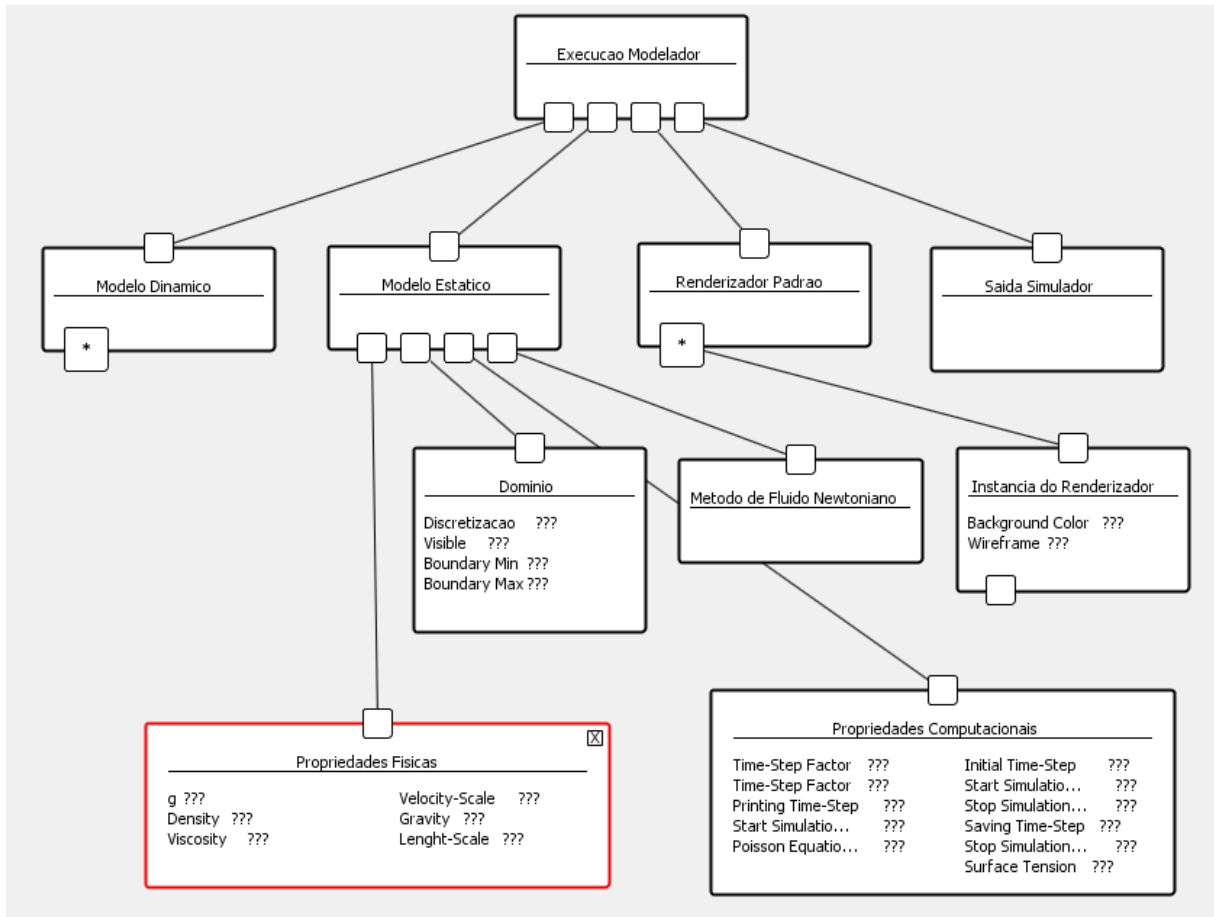 Execucao Modelador
Modelo Dinamico
*
Modelo Estatico
Renderizador Padrao
*
Saida Simulador
Dominio
Discretizacao ???
Visible ???
Boundary Min ???
Boundary Max ???
Metodo de Fluido Newtoniano
Instancia do Renderizador
Background Color ???
Wireframe ???
X
Propriedades Fisicas
g ???
Density ???
Viscosity ???
Velocity-Scale ???
Gravity ???
Lenght-Scale ???
Propriedades Computacionais
Time-Step Factor ???
Time-Step Factor ???
Printing Time-Step ???
Start Simulatio... ???
Poisson Equatio... ???
Initial Time-Step ???
Start Simulatio... ???
Stop Simulation... ???
Saving Time-Step ???
Stop Simulation... ???
Surface Tension ???